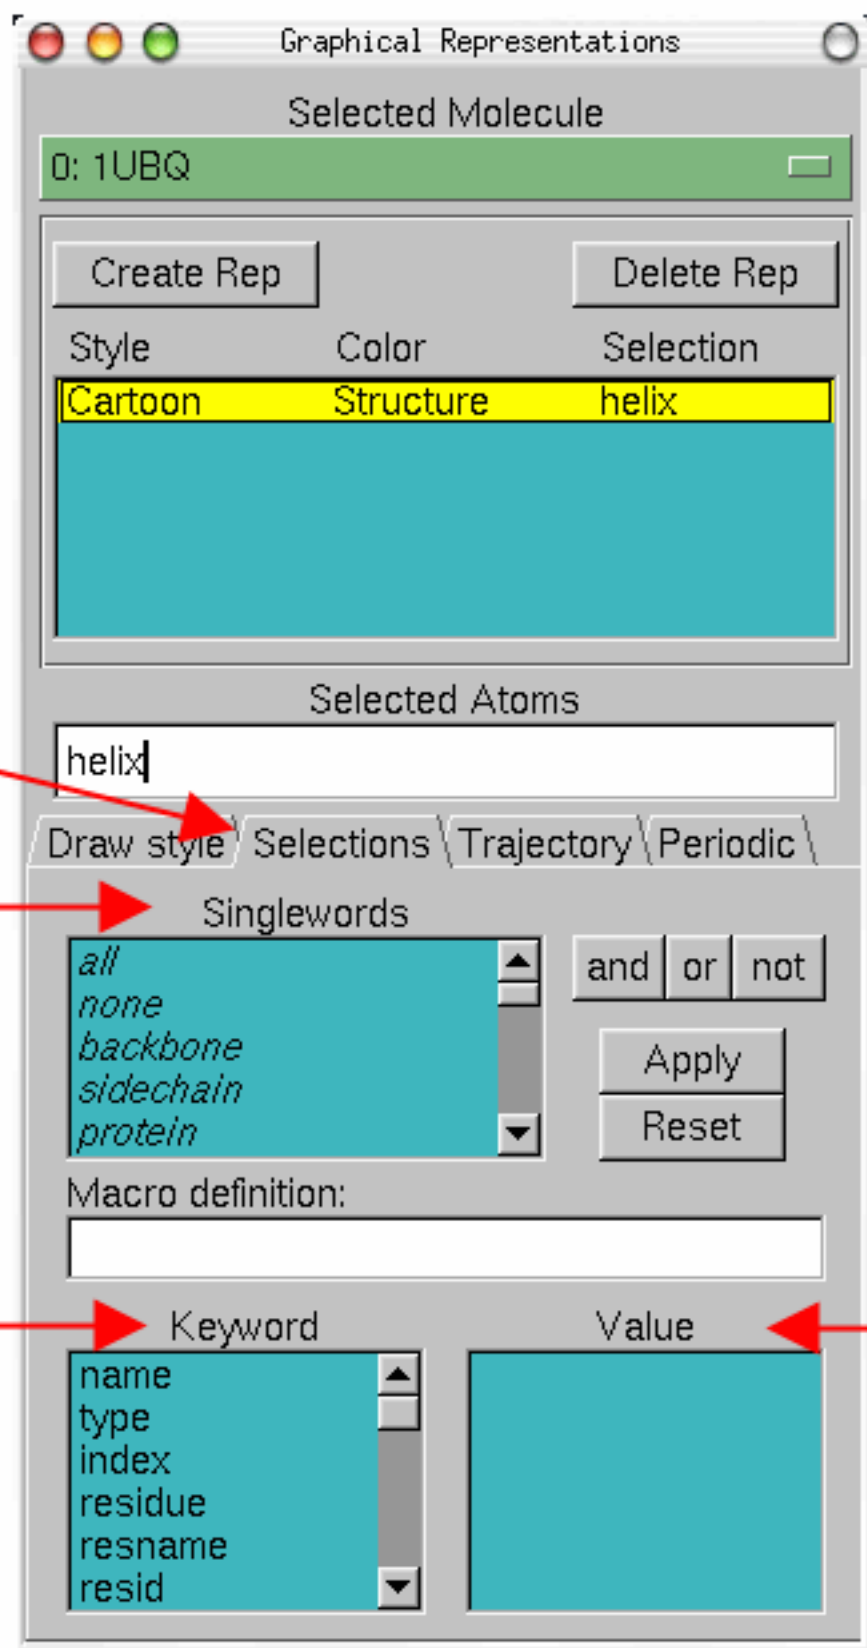 Graphical Representations
Selected Molecule
0: 1UBQ
Create Rep Delete Rep
Style Color Selection
Cartoon Structure helix
Selected Atoms
helix
Draw style Selections Trajectory Periodic
Singlewords
all
none
backbone
sidechain
protein
and or not
Apply
Reset
Macro definition:
Keyword Value
name
type
index
residue
resname
resid